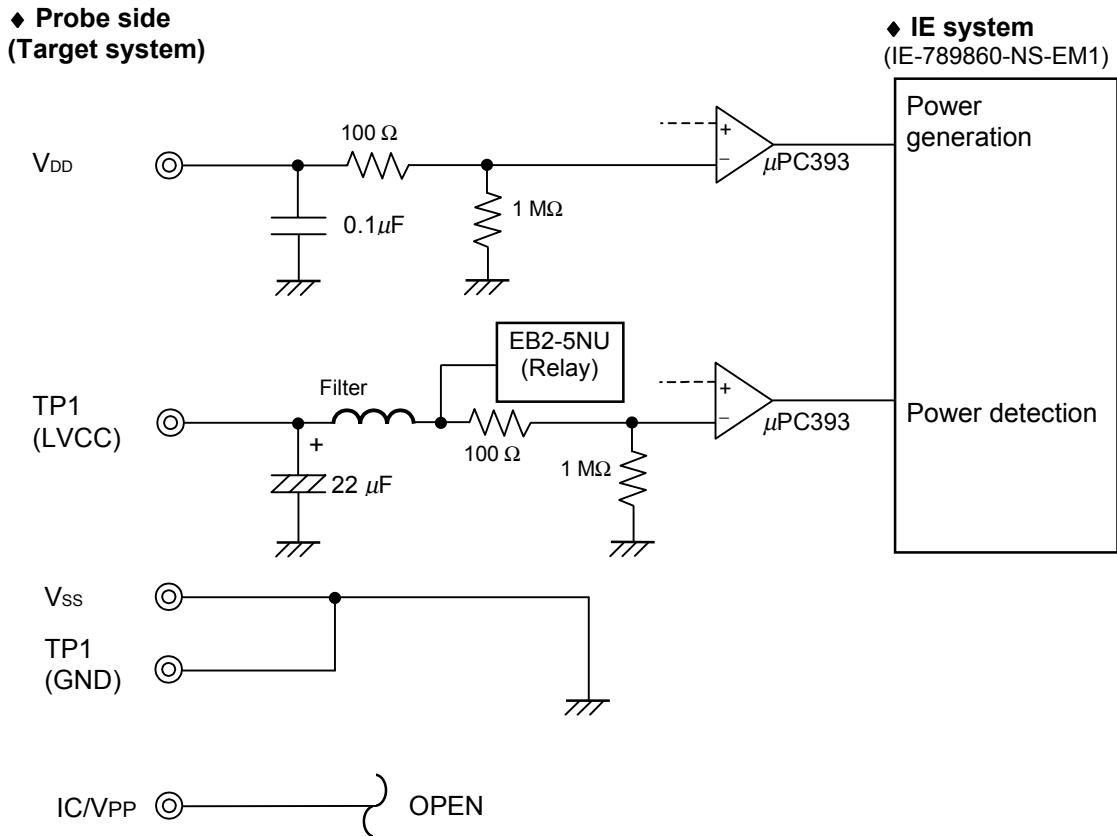 ♦ Probe side
(Target system)
♦ IE system
(IE-789860-NS-EM1)
VDD
100 Ω
0.1μF
1 MΩ
+
−
μPC393
Power
generation
TP1
(LVCC)
+
22 μF
Filter
EB2-5NU
(Relay)
100 Ω
1 MΩ
+
−
μPC393
Power detection
VSS
TP1
(GND)
IC/VPP
OPEN